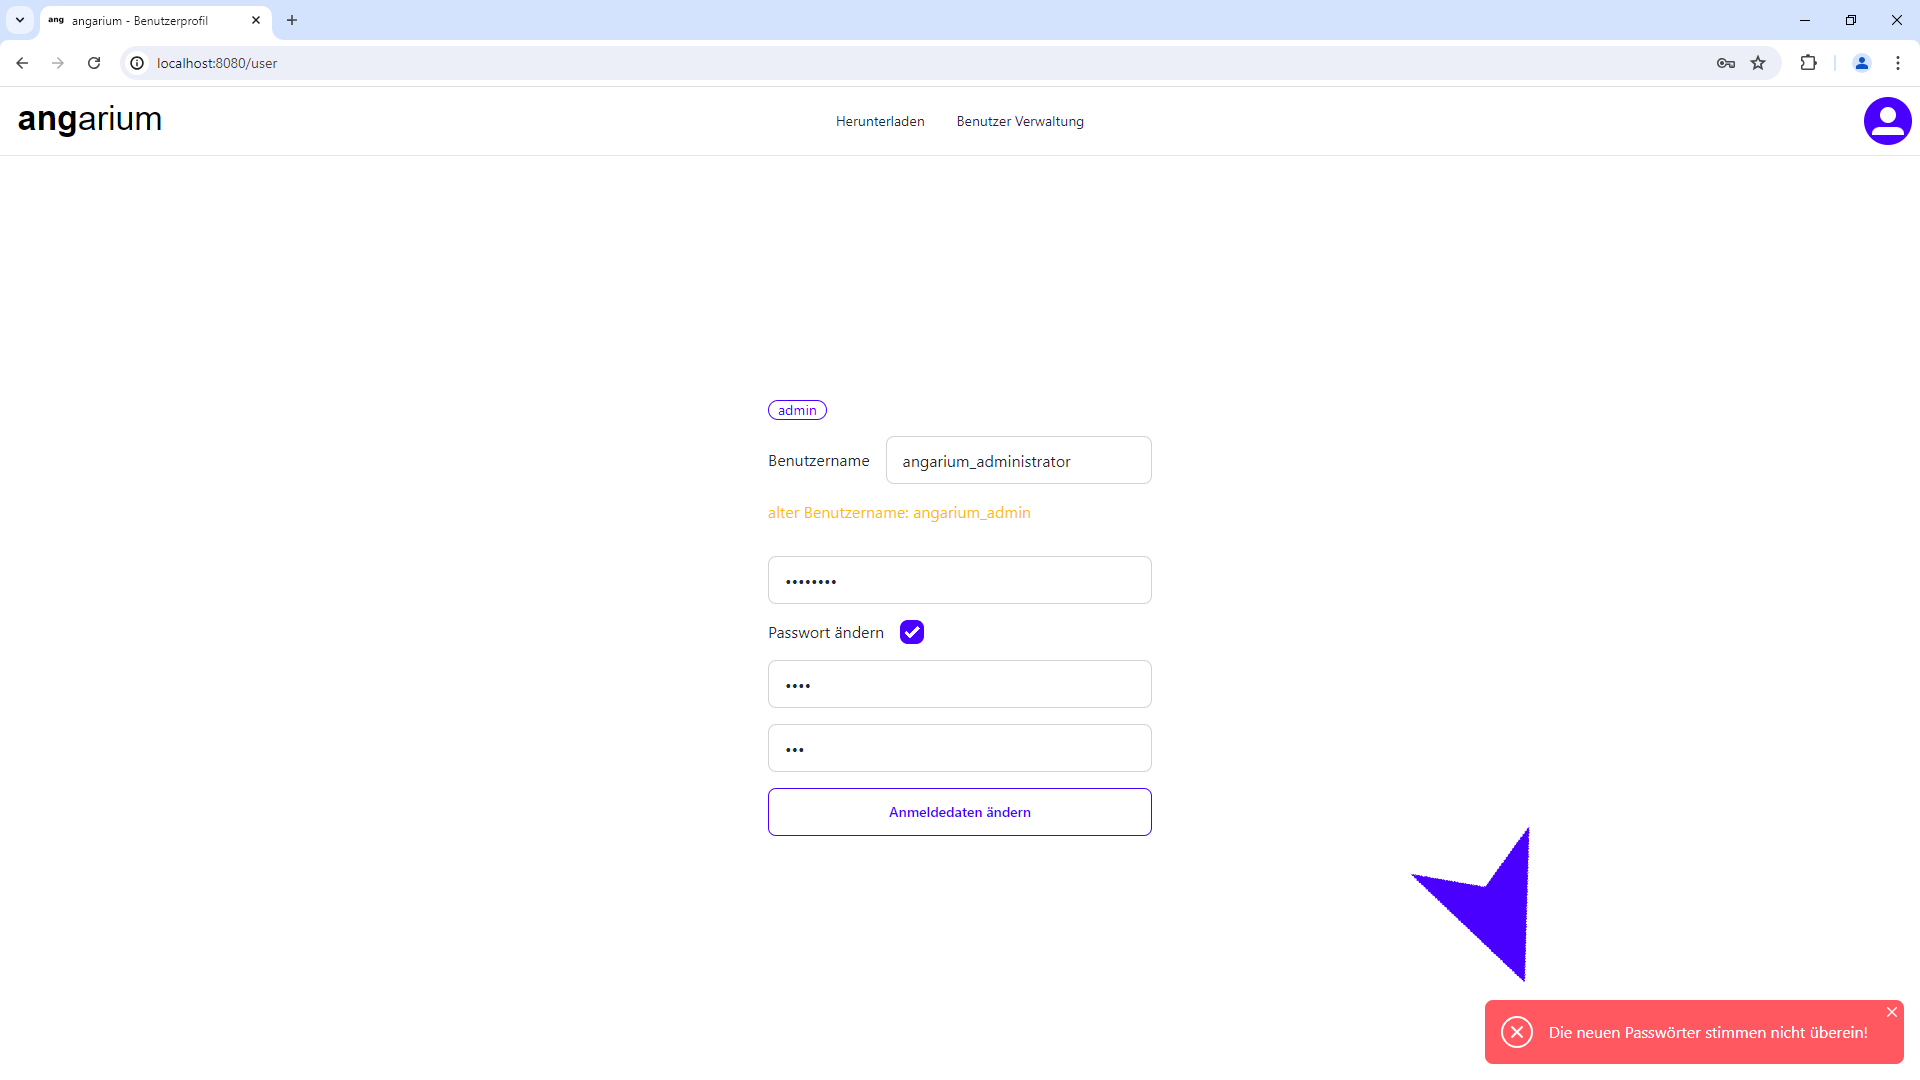 ang angarium - Benutzerprofil
localhost:8080/user
angarium
Herunterladen
Benutzer Verwaltung
admin
Benutzername
angarium_administrator
alter Benutzername: angarium_admin
••••••••
Passwort ändern
••••
•••
Anmeldedaten ändern
Die neuen Passwörter stimmen nicht überein!